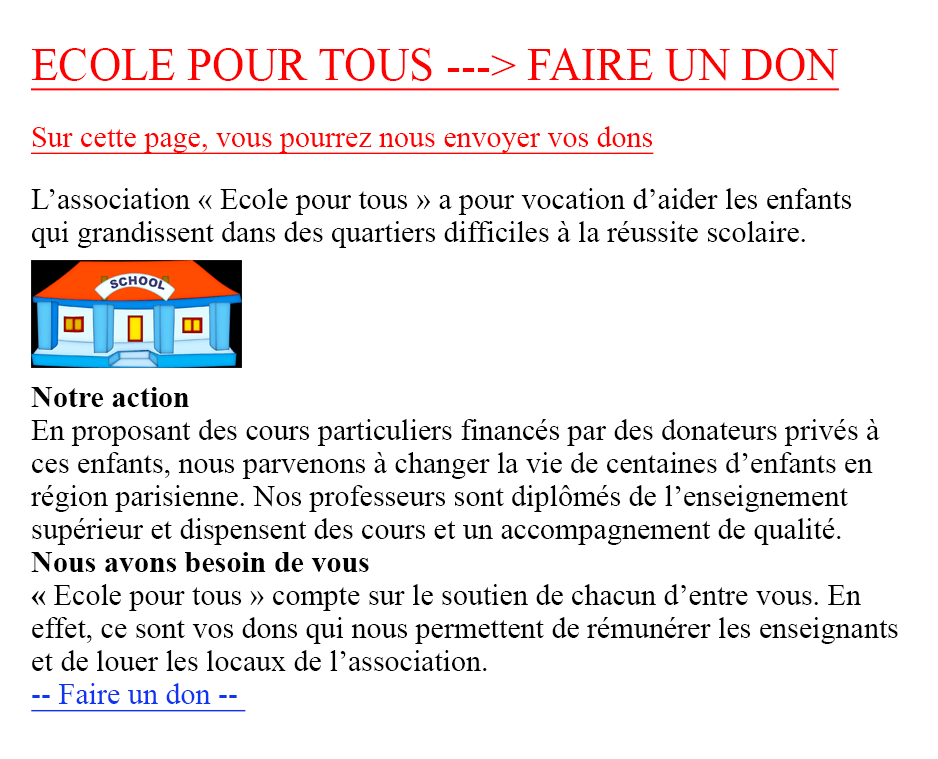 ECOLE POUR TOUS ---> FAIRE UN DON
Sur cette page, vous pourrez nous envoyer vos dons
L’association « Ecole pour tous » a pour vocation d’aider les enfants
qui grandissent dans des quartiers difficiles à la réussite scolaire.
SCHOOL
Notre action
En proposant des cours particuliers financés par des donateurs privés à
ces enfants, nous parvenons à changer la vie de centaines d’enfants en
région parisienne. Nos professeurs sont diplômés de l’enseignement
supérieur et dispensent des cours et un accompagnement de qualité.
Nous avons besoin de vous
« Ecole pour tous » compte sur le soutien de chacun d’entre vous. En
effet, ce sont vos dons qui nous permettent de rémunérer les enseignants
et de louer les locaux de l’association.
-- Faire un don --